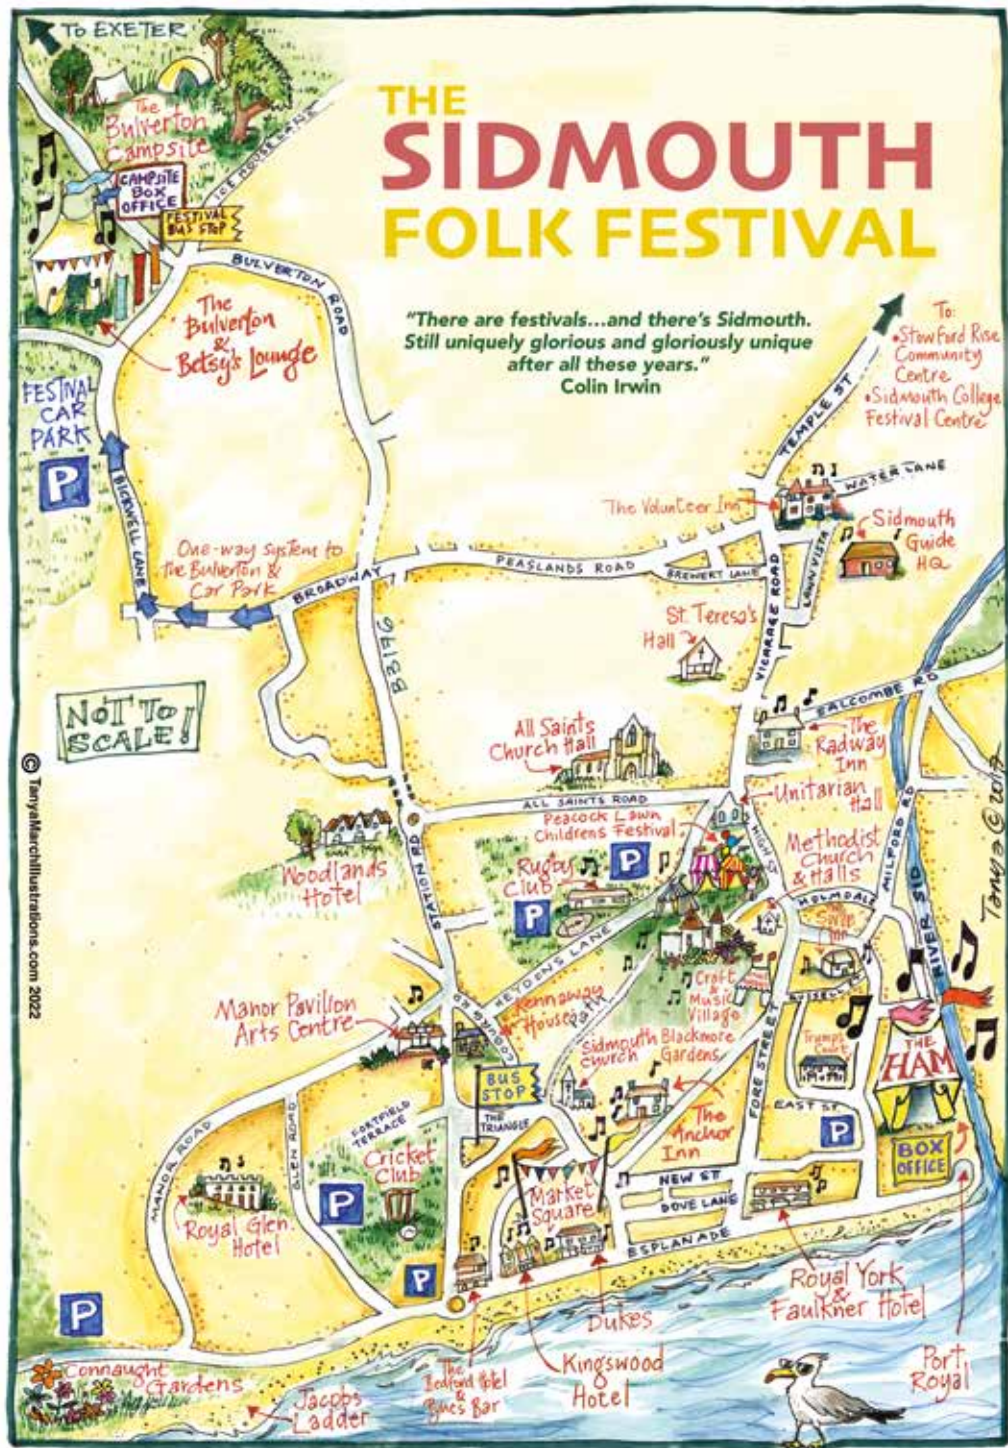 TO EXETER
THE
SIDMOUTH
FOLK FESTIVAL
The
Bulverton
Campsite
CAMPSITE
BOX
OFFICE
FESTIVAL
BUS STOP
ICE HOUSE LANE
BULVERTON ROAD
The
Bulverton
&
Betsy's Lounge
"There are festivals...and there's Sidmouth.
Still uniquely glorious and gloriously unique
after all these years."
Colin Irwin
To:
•Stowford Rise
Community
Centre
•Sidmouth College
Festival Centre
FESTIVAL
CAR
PARK
P
BICKWELL LANE
TEMPLE ST
WATER LANE
The Volunteer Inn
Sidmouth
Guide
HQ
LAWN VISTA
One-way system to
the Bulverton &
Car Park
BROADWAY
PEASLANDS ROAD
BREWERY LANE
VICARAGE ROAD
B3176
St. Teresa's
Hall
NOT TO
SCALE!
SALCOMBE RD
The
Radway
Inn
All Saints
Church Hall
ALL SAINTS ROAD
Unitarian
Hall
Peacock Lawn
Childrens Festival
HIGH ST
Methodist
Church
& Halls
MILFORD RD
Woodlands
Hotel
STATION RD
Rugby
Club
P
P
HOLMDALE
The
Swan
Inn
RIVER SID
Tanya © 2017
© TanyaMarchIllustrations.com 2022
HEYDONS LANE
Path
Craft
&
Music
Village
RUSSELL ST
Manor Pavilion
Arts Centre
COBURG RD
Kennaway
House
Sidmouth
Church
Blackmore
Gardens
FORE STREET
Trumps
Court
THE
HAM
BUS
STOP
THE
TRIANGLE
The
Anchor
Inn
EAST ST
P
BOX
OFFICE
MANOR ROAD
GLEN ROAD
FORTFIELD
TERRACE
Cricket
Club
P
Royal Glen
Hotel
Market
Square
NEW ST
DOVE LANE
ESPLANADE
P
P
Royal York
&
Faulkner Hotel
Dukes
Kingswood
Hotel
Port
Royal
The
Bedford Hotel
&
Pynes Bar
Connaught
Gardens
Jacobs
Ladder